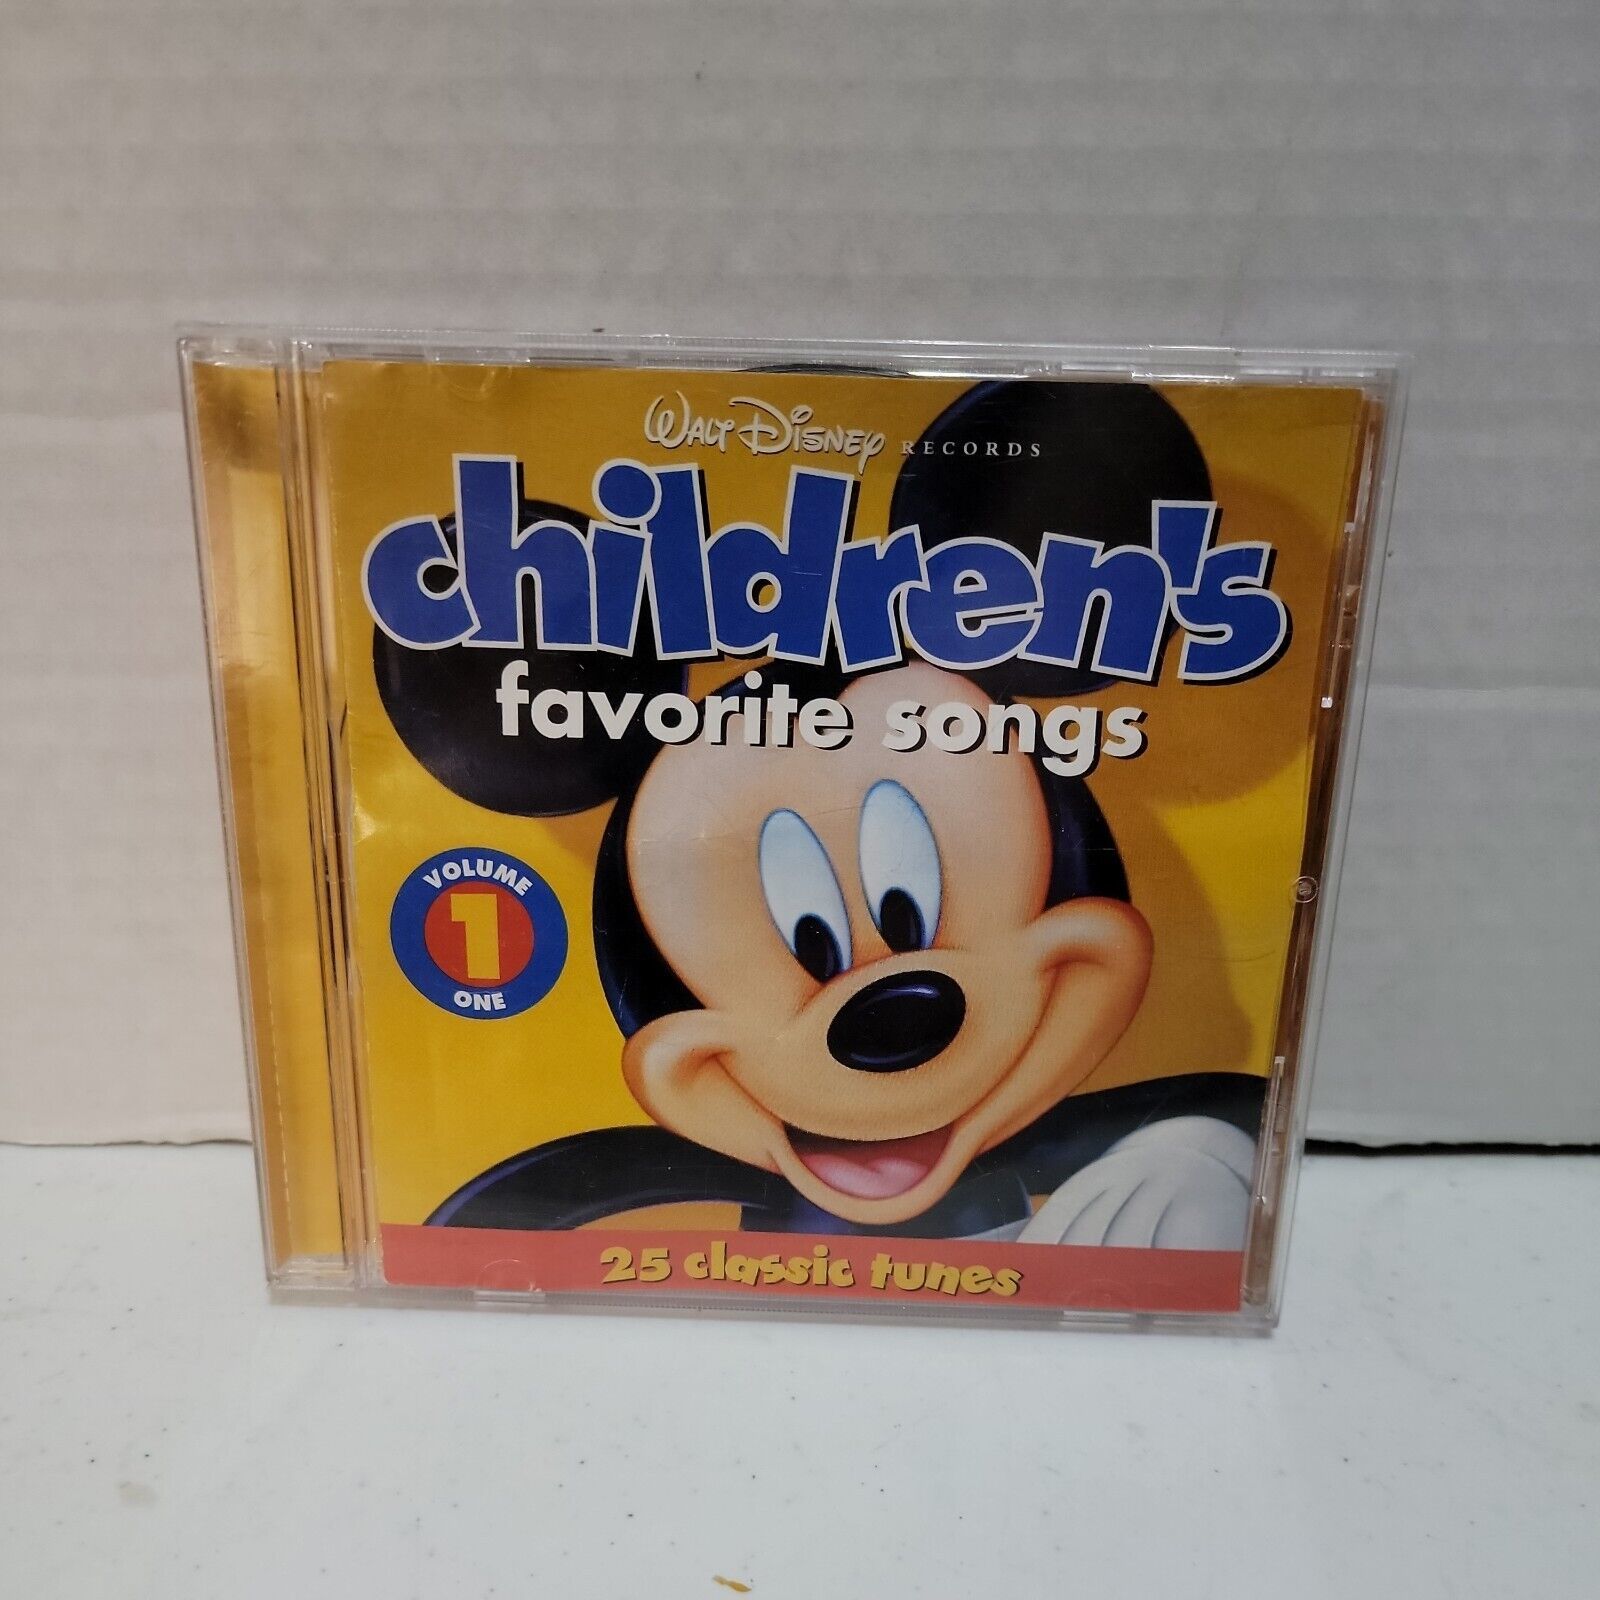 Walt Disney RECORDS
children's
favorite songs
VOLUME
1
ONE
25 classic tunes